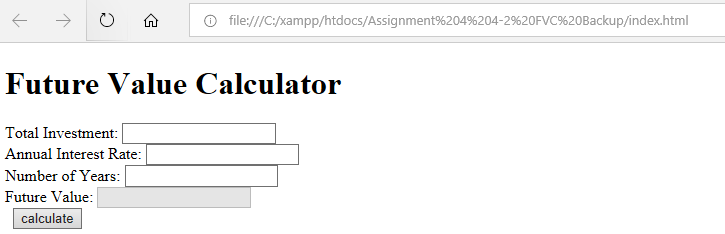 file:///C:/xampp/htdocs/Assignment%204%204-2%20FVC%20Backup/index.html
Future Value Calculator
Total Investment:
Annual Interest Rate:
Number of Years:
Future Value:
calculate